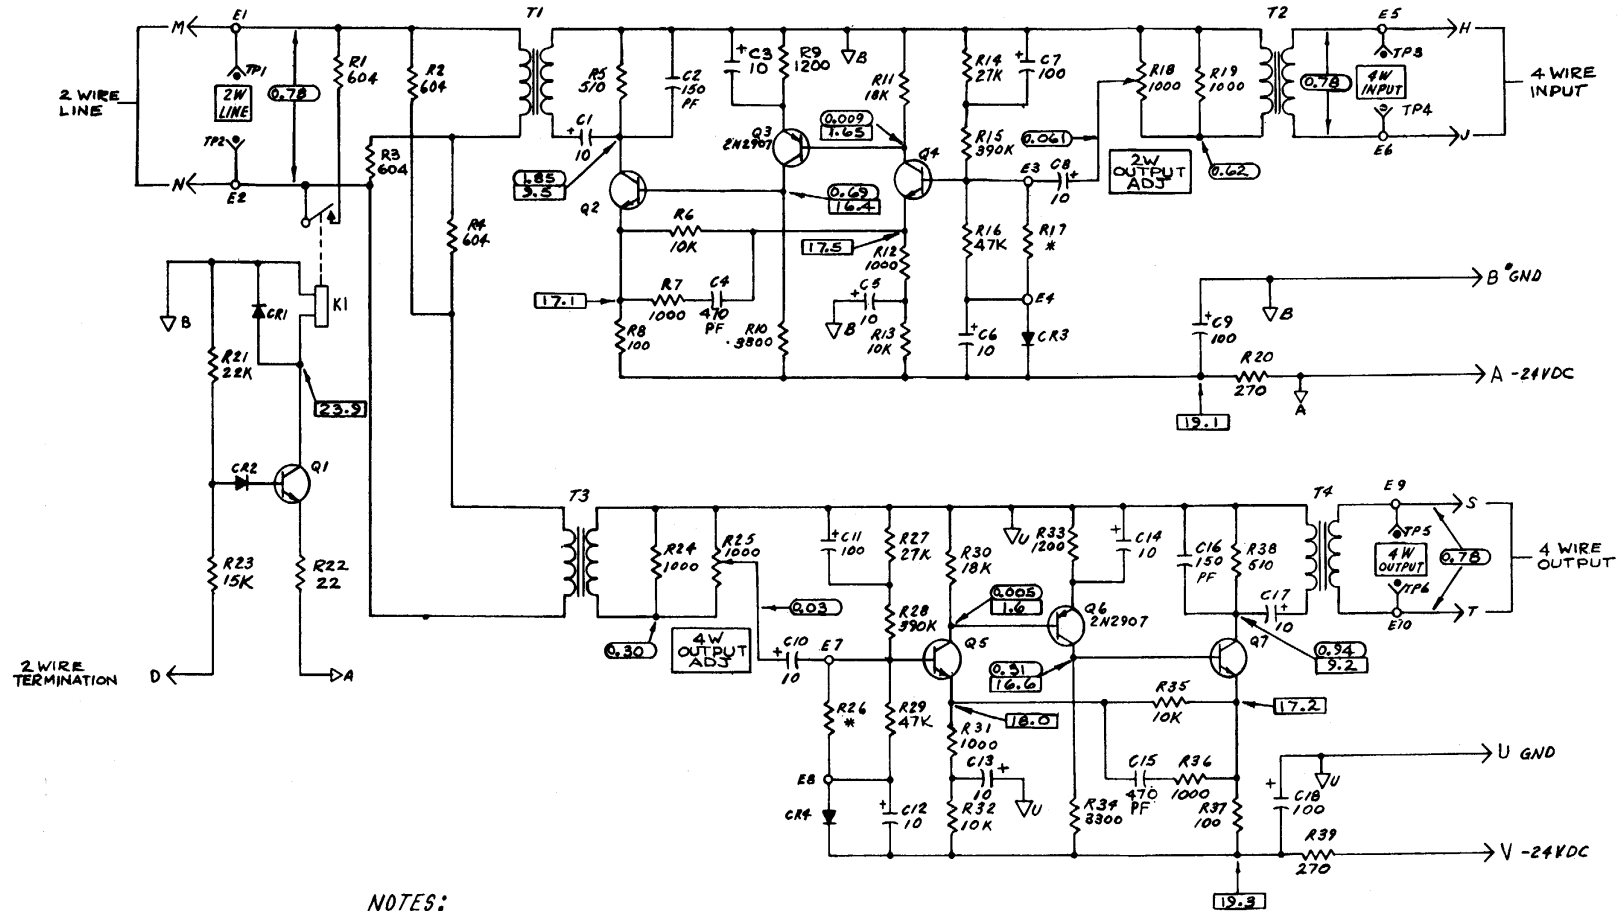 T1
T2
M
E1
E5
H
TP1
TP3
2W
LINE
0.78
R1
604
R2
604
R5
510
C2
150
PF
+
C3
10
R9
1200
B
R11
18K
R14
27K
+
C7
100
R18
1000
R19
1000
0.78
4W
INPUT
4 WIRE
INPUT
2 WIRE
LINE
TP2
TP4
N
E2
E6
J
R3
604
+
C1
10
Q3
2N2907
0.009
1.65
R15
390K
0.061
2W
OUTPUT
ADJ
0.62
1.85
9.5
Q2
0.69
16.4
Q4
E3
C8
+
10
R4
604
R6
10K
17.5
R12
1000
R16
47K
R17
*
B
CR1
K1
17.1
R7
1000
C4
470
PF
+
C5
10
B
E4
B GND
B
R8
100
R10
3300
R13
10K
+
C6
10
CR3
+
C9
100
R20
270
A -24VDC
A
19.1
R21
22K
23.9
CR2
Q1
R23
15K
R22
22
2 WIRE
TERMINATION
D
A
T3
T4
E9
S
TP5
4W
OUTPUT
TP6
0.78
4 WIRE
OUTPUT
E10
T
R24
1000
R25
1000
0.30
0.03
4W
OUTPUT
ADJ
+
C10
10
E7
+
C11
100
R27
27K
R28
390K
R30
18K
U
R33
1200
+
C14
10
C16
150
PF
R38
510
C17
+
10
0.005
1.6
Q6
2N2907
Q5
0.91
16.6
Q7
0.94
9.2
R26
*
R29
47K
18.0
R35
10K
17.2
R31
1000
E8
C13
+
10
U
C15
470
PF
R36
1000
U GND
U
CR4
+
C12
10
R32
10K
R34
3300
R37
100
+
C18
100
R39
270
V -24VDC
19.3
NOTES: